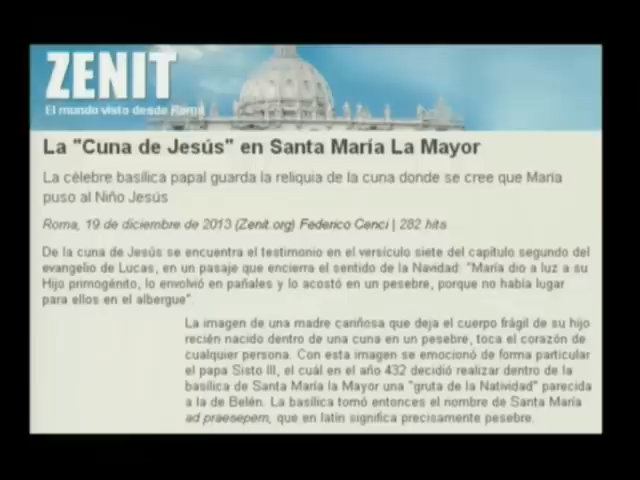 ZENIT
El mundo visto desde Roma
La "Cuna de Jesús" en Santa María La Mayor
La célebre basílica papal guarda la reliquia de la cuna donde se cree que María
puso al Niño Jesús
Roma, 19 de diciembre de 2013 (Zenit.org) Federico Cenci | 282 hits
De la cuna de Jesús se encuentra el testimonio en el versículo siete del capítulo segundo del
evangelio de Lucas, en un pasaje que encierra el sentido de la Navidad: "María dio a luz a su
Hijo primogénito, lo envolvió en pañales y lo acostó en un pesebre, porque no había lugar
para ellos en el albergue".
La imagen de una madre cariñosa que deja el cuerpo frágil de su hijo
recién nacido dentro de una cuna en un pesebre, toca el corazón de
cualquier persona. Con esta imagen se emocionó de forma particular
el papa Sisto III, el cuál en el año 432 decidió realizar dentro de la
basílica de Santa María la Mayor una "gruta de la Natividad" parecida
a la de Belén. La basílica tomó entonces el nombre de Santa María
ad praesepem, que en latín significa precisamente pesebre.